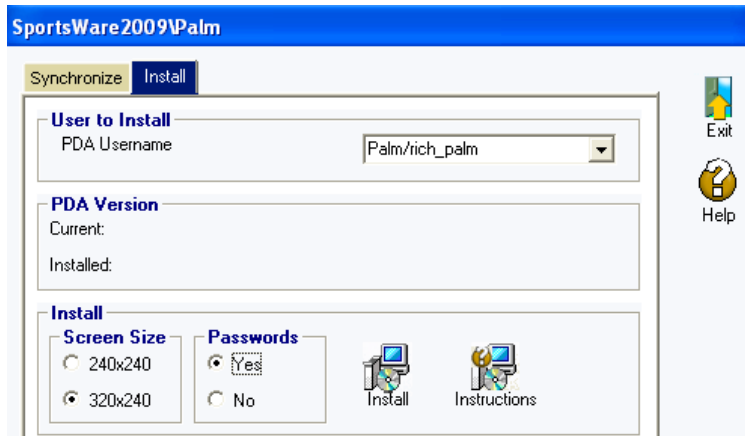 SportsWare2009\Palm
Synchronize Install
User to Install
PDA Username Palm/rich_palm
Exit
Help
PDA Version
Current:
Installed:
Install
Screen Size Passwords
240x240 Yes
320x240 No
Install Instructions